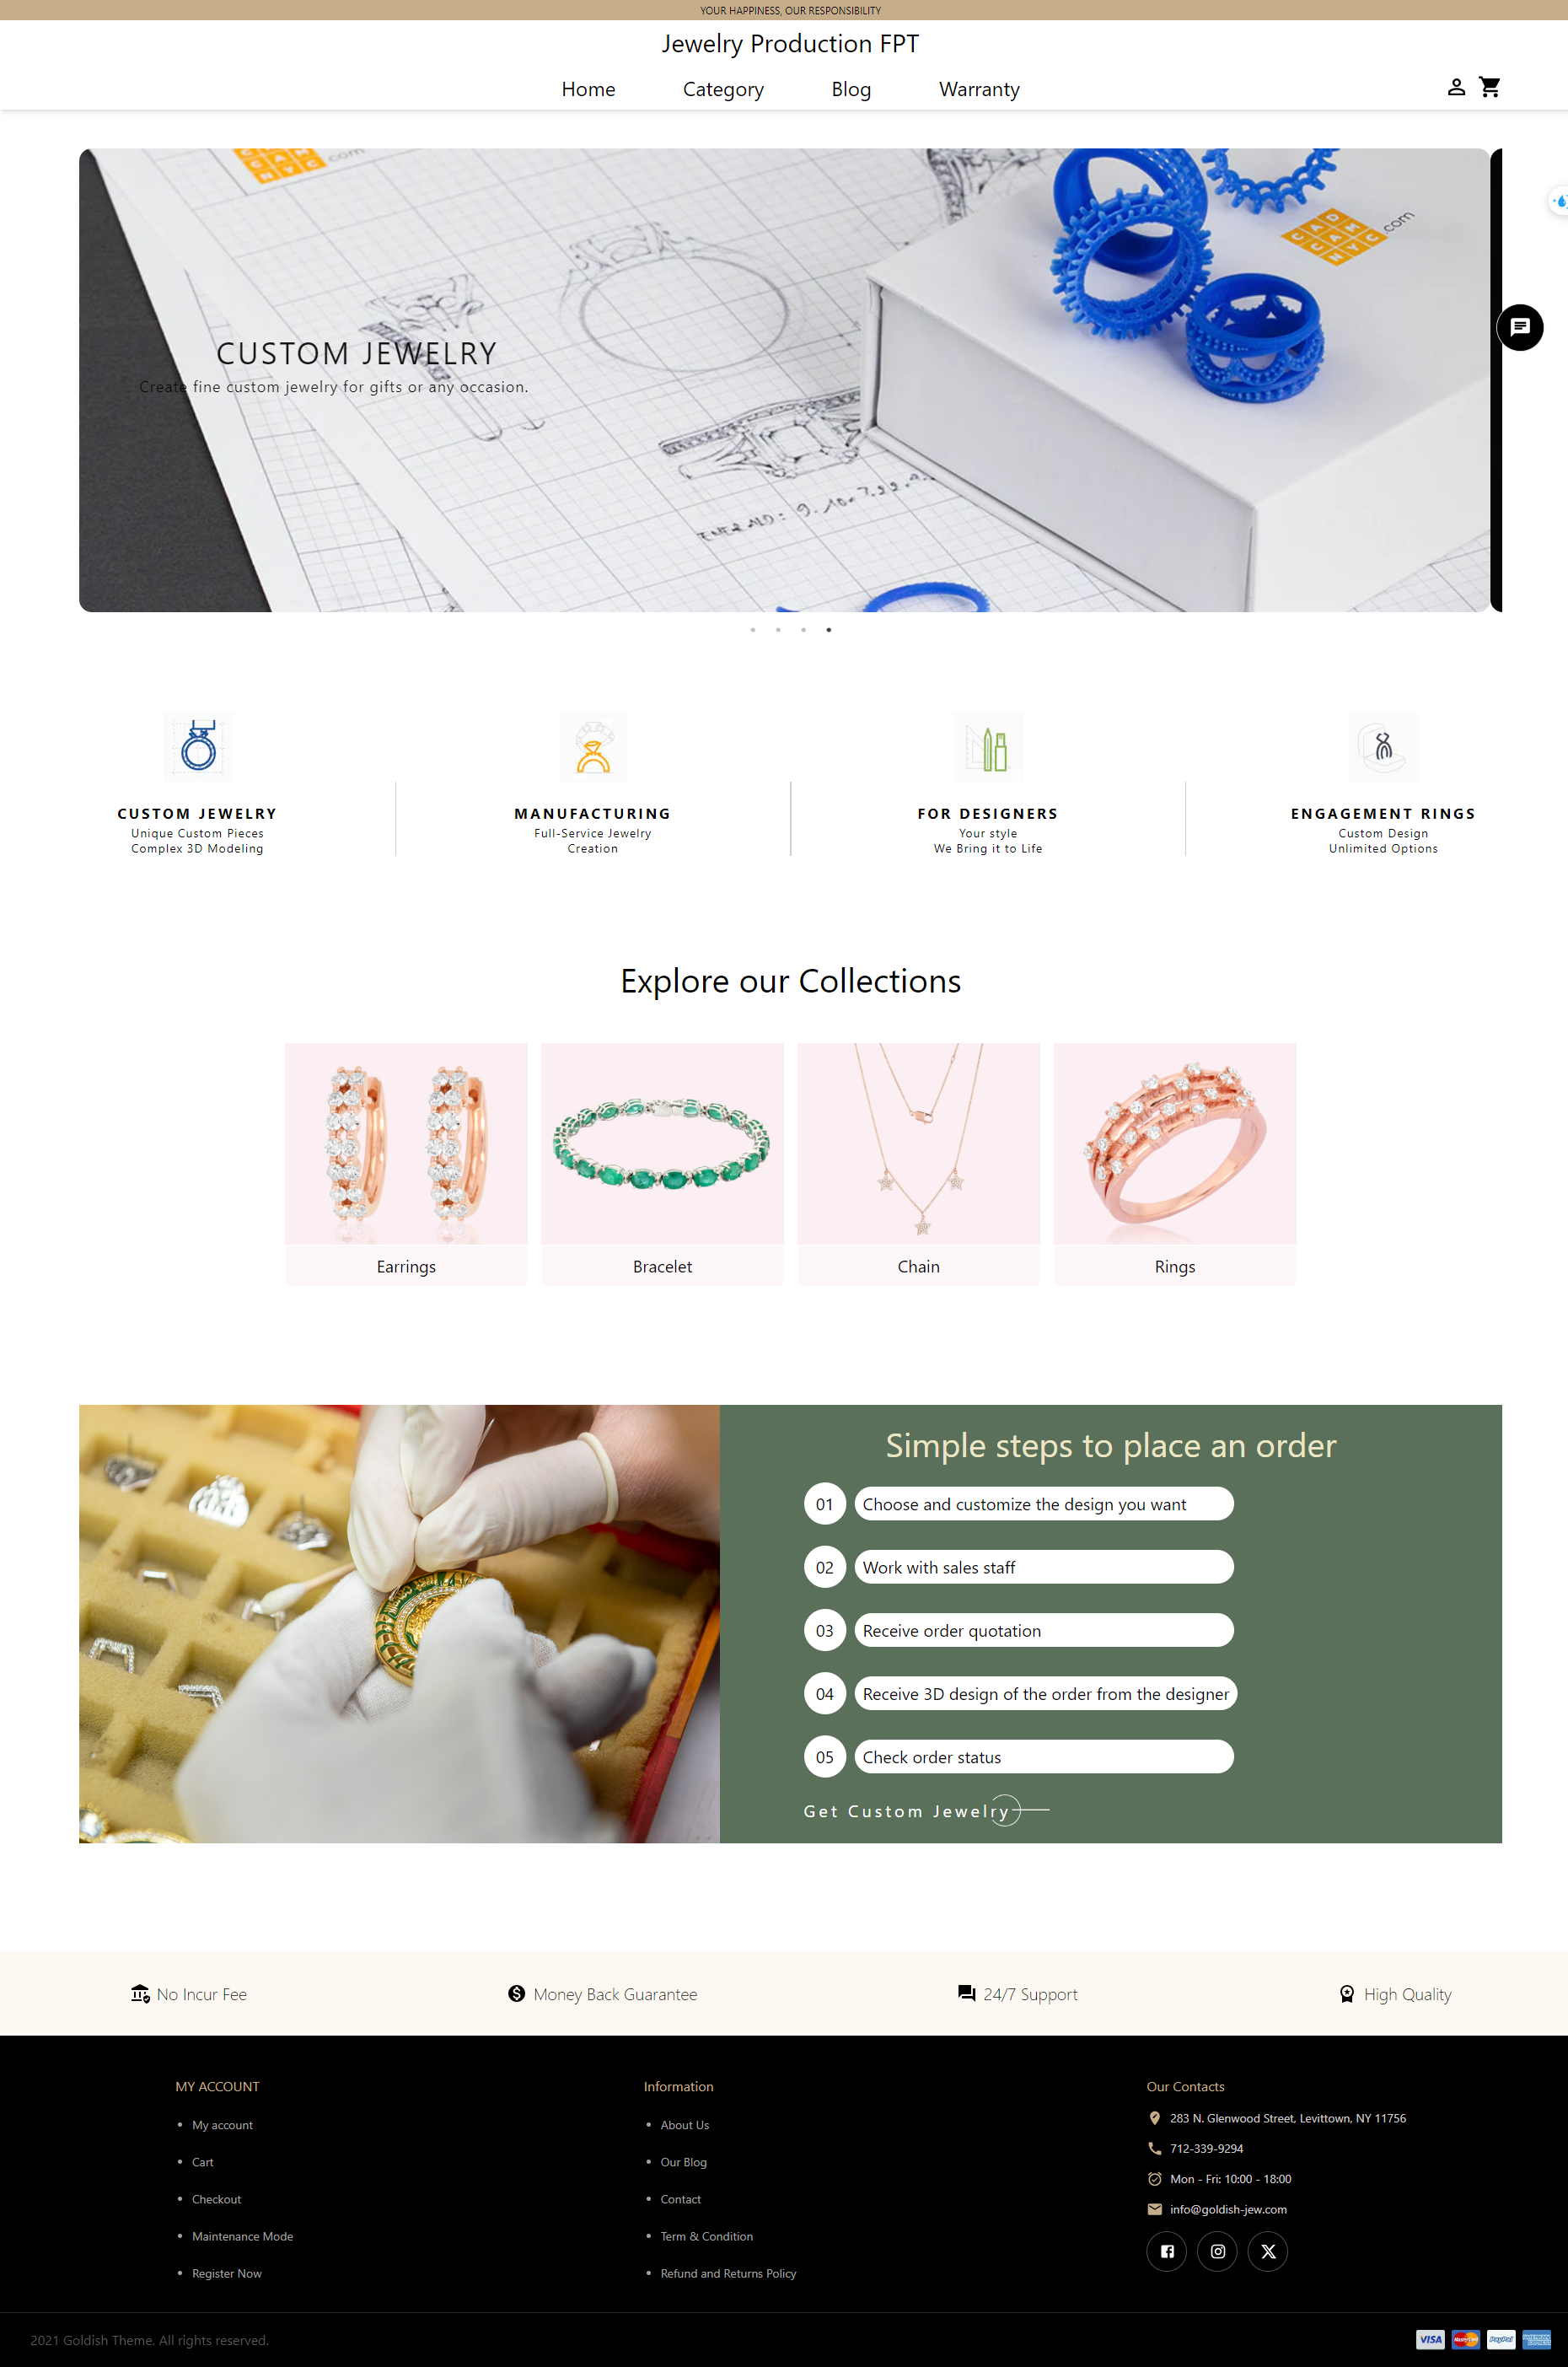 YOUR HAPPINESS, OUR RESPONSIBILITY
Jewelry Production FPT
Home
Category
Blog
Warranty
.com
CADCAMNYC
.com
CUSTOM JEWELRY
Create fine custom jewelry for gifts or any occasion.
CUSTOM JEWELRY
Unique Custom Pieces
Complex 3D Modeling
MANUFACTURING
Full-Service Jewelry
Creation
FOR DESIGNERS
Your style
We Bring it to Life
ENGAGEMENT RINGS
Custom Design
Unlimited Options
Explore our Collections
Earrings
Bracelet
Chain
Rings
Simple steps to place an order
01 Choose and customize the design you want
02 Work with sales staff
03 Receive order quotation
04 Receive 3D design of the order from the designer
05 Check order status
Get Custom Jewelry
No Incur Fee
Money Back Guarantee
24/7 Support
High Quality
MY ACCOUNT
My account
Cart
Checkout
Maintenance Mode
Register Now
Information
About Us
Our Blog
Contact
Term & Condition
Refund and Returns Policy
Our Contacts
283 N. Glenwood Street, Levittown, NY 11756
712-339-9294
Mon - Fri: 10:00 - 18:00
info@goldish-jew.com
2021 Goldish Theme. All rights reserved.
VISA
MasterCard
PayPal
AMERICAN EXPRESS